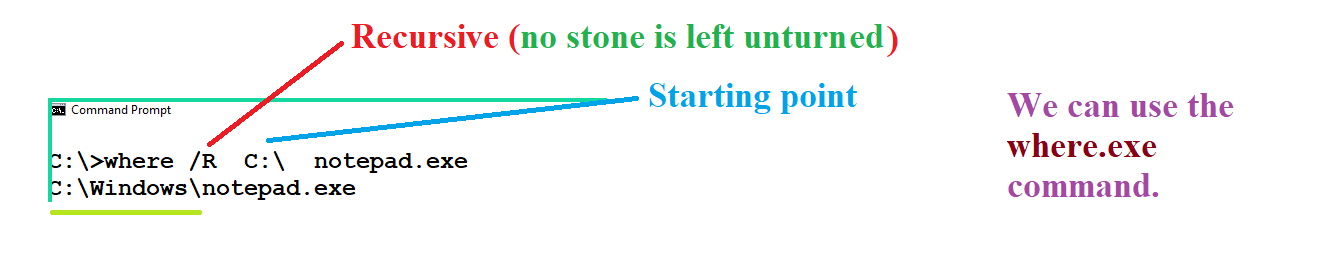 Recursive (no stone is left unturned)
Starting point
Command Prompt
C:\>where /R  C:\  notepad.exe
C:\Windows\notepad.exe
We can use the
where.exe
command.